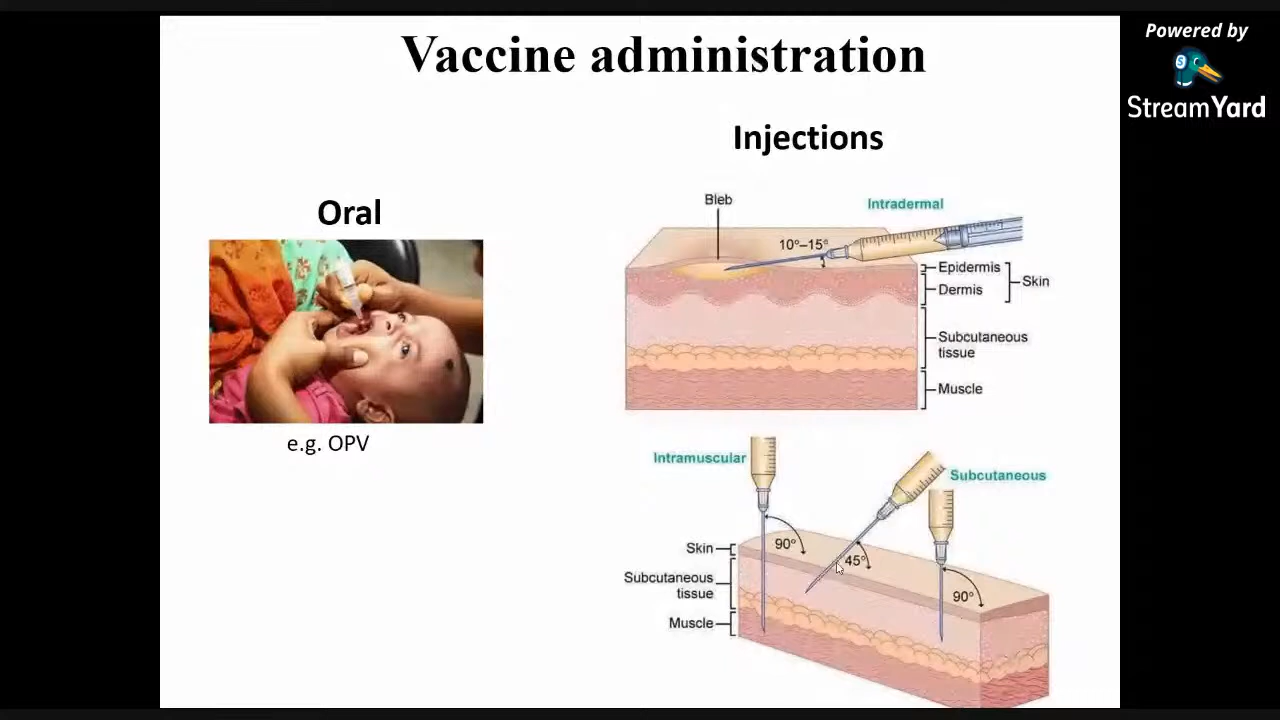 Vaccine administration
Powered by
StreamYard
Oral
e.g. OPV
Injections
Bleb
Intradermal
10°–15°
Epidermis
Dermis
Skin
Subcutaneous
tissue
Muscle
Intramuscular
Subcutaneous
90°
45°
90°
Skin
Subcutaneous
tissue
Muscle